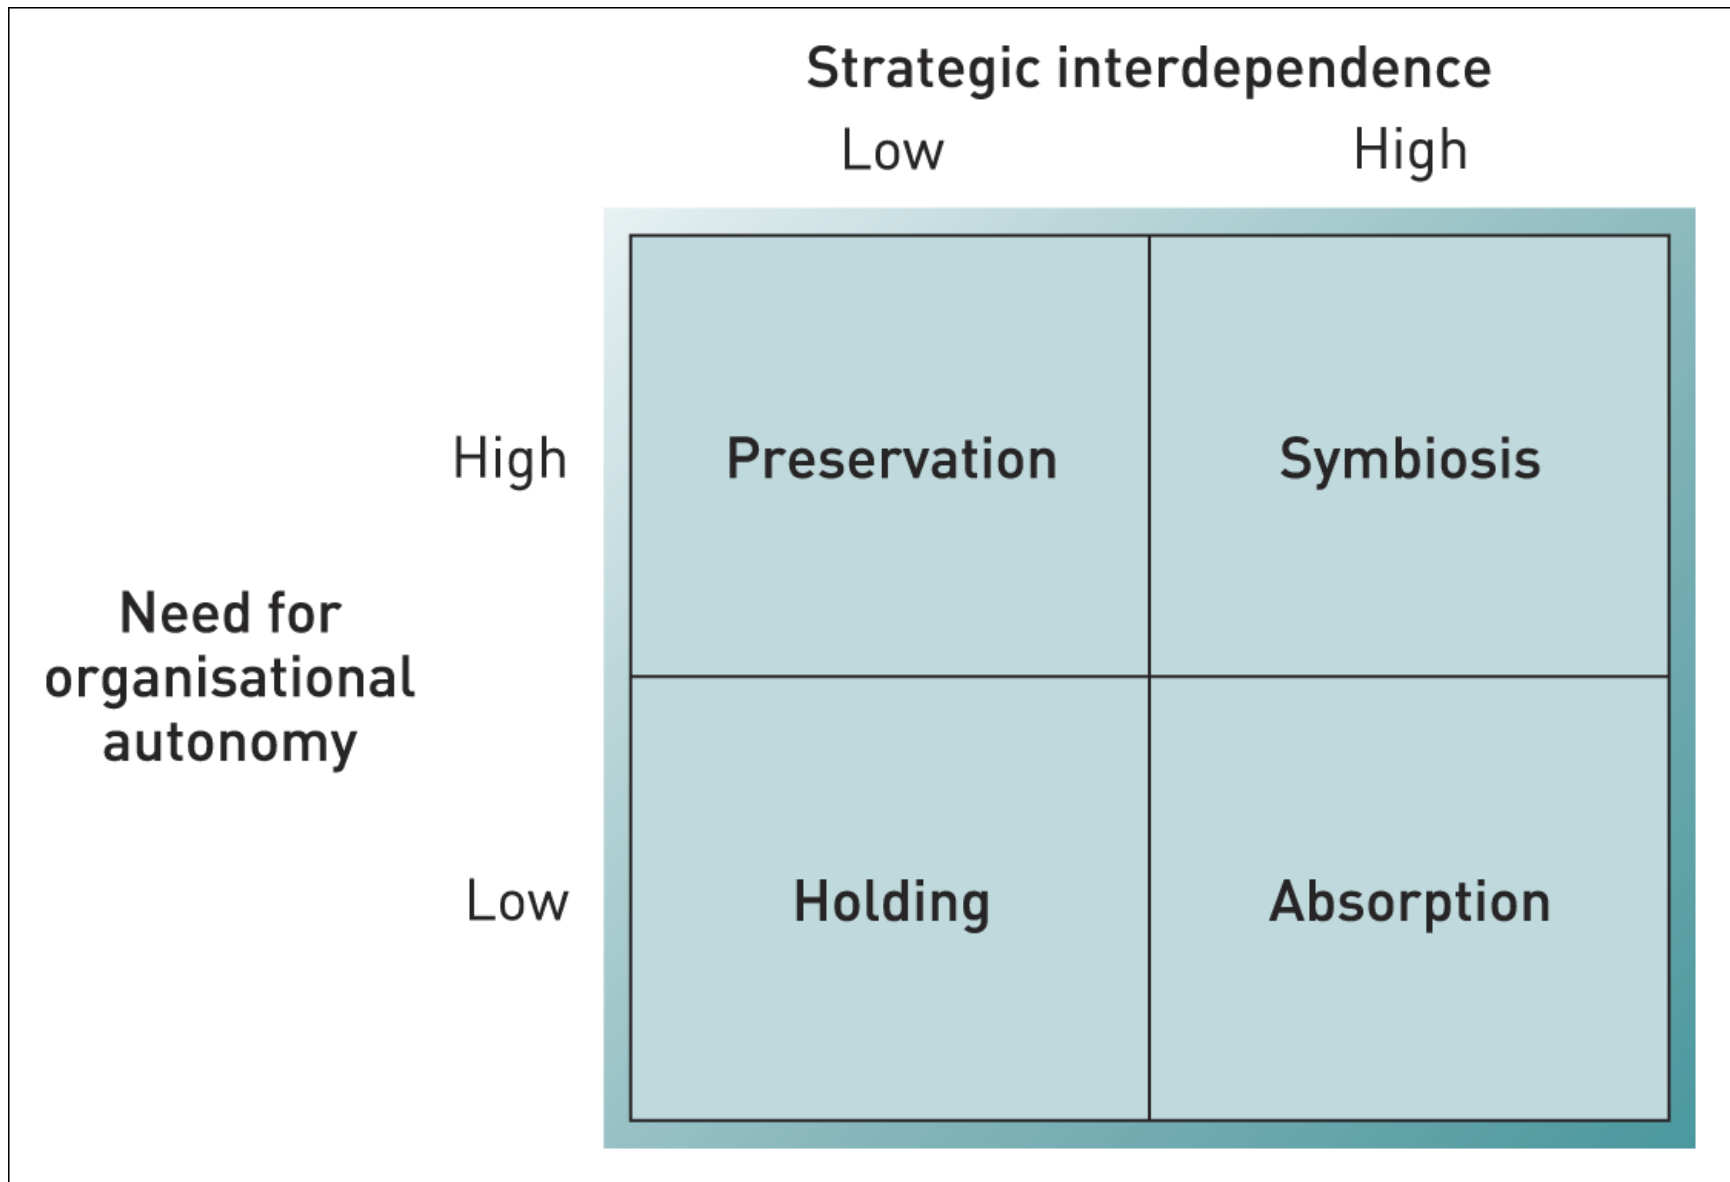 Strategic interdependence
Low High
High Preservation Symbiosis
Need for
organisational
autonomy
Low Holding Absorption